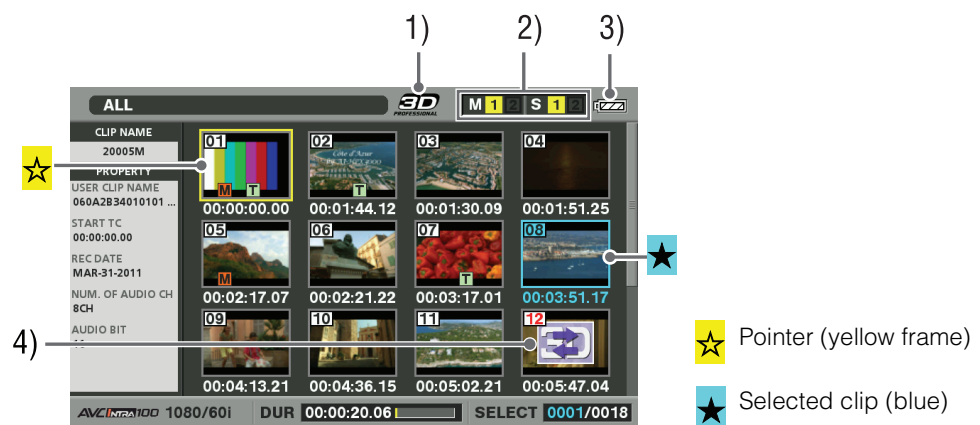 1) 2) 3)
ALL 3D PROFESSIONAL M 1 2 S 1 2
CLIP NAME
20005M
PROPERTY
USER CLIP NAME
060A2B34010101 ...
START TC
00:00:00.00
REC DATE
MAR-31-2011
NUM. OF AUDIO CH
8CH
AUDIO BIT
01 02 03 04
Côte d'Azur
M T T
00:00:00.00 00:01:44.12 00:01:30.09 00:01:51.25
05 06 07 08
M T
00:02:17.07 00:02:21.22 00:03:17.01 00:03:51.17
4)
09 10 11 12
3D
00:04:13.21 00:04:36.15 00:05:02.21 00:05:47.04
AVC INTRA 100 1080/60i DUR 00:00:20.06 SELECT 0001/0018
Pointer (yellow frame)
Selected clip (blue)